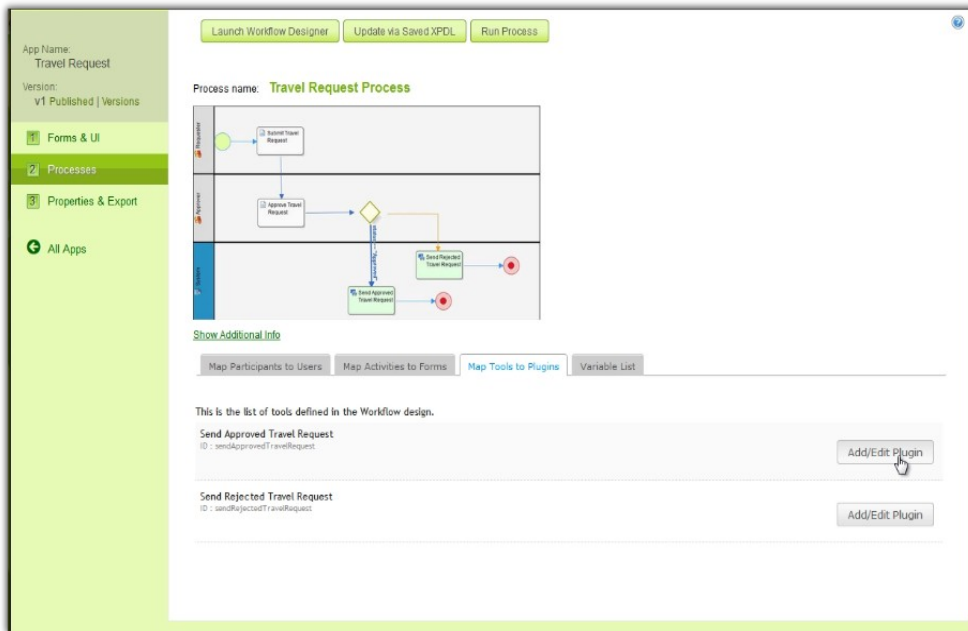 Launch Workflow Designer
Update via Saved XPDL
Run Process
App Name:
Travel Request
Version:
v1 Published | Versions
1 Forms & UI
2 Processes
3 Properties & Export
All Apps
Process name: Travel Request Process
Requester
Submit Travel
Request
Approver
Approve Travel
Request
System
Send Rejected
Travel Request
Send Approved
Travel Request
Show Additional Info
Map Participants to Users
Map Activities to Forms
Map Tools to Plugins
Variable List
This is the list of tools defined in the Workflow design.
Send Approved Travel Request
ID : sendApprovedTravelRequest
Add/Edit Plugin
Send Rejected Travel Request
ID : sendRejectedTravelRequest
Add/Edit Plugin